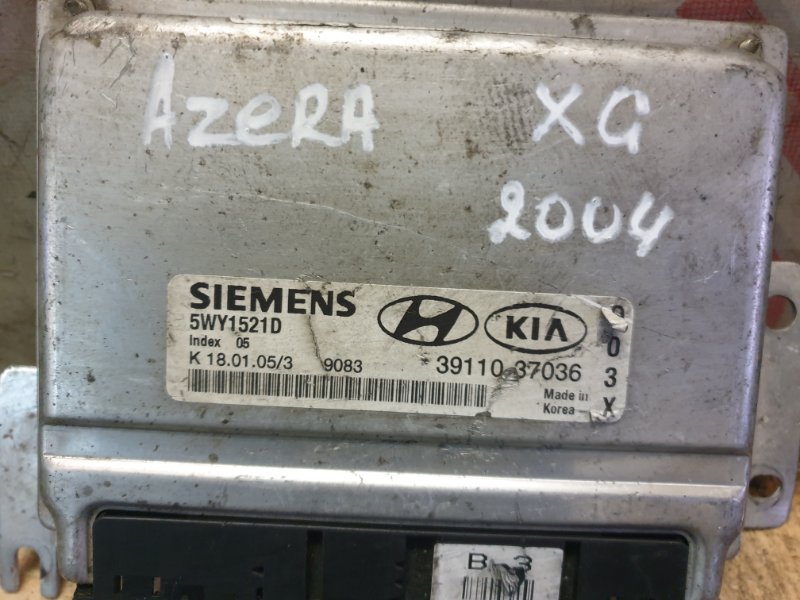 AzeRA XG
2004
SIEMENS
5WY1521D
Index 05
K 18.01.05/3 9083
KIA
39110-37036
Made in
Korea
0
3
X
B 3